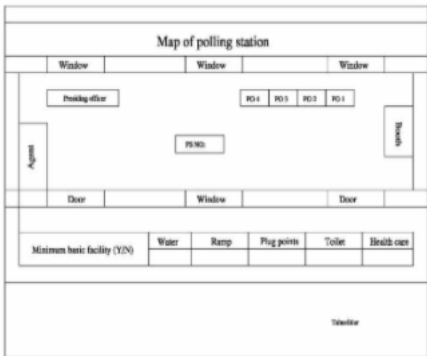 Map of polling station
Window Window Window
Presiding officer PO 4 PO 3 PO 2 PO 1
Booth
Agent
PS NO:
Door Window Door
Minimum basic facility (Y/N) Water Ramp Plug points Toilet Health care